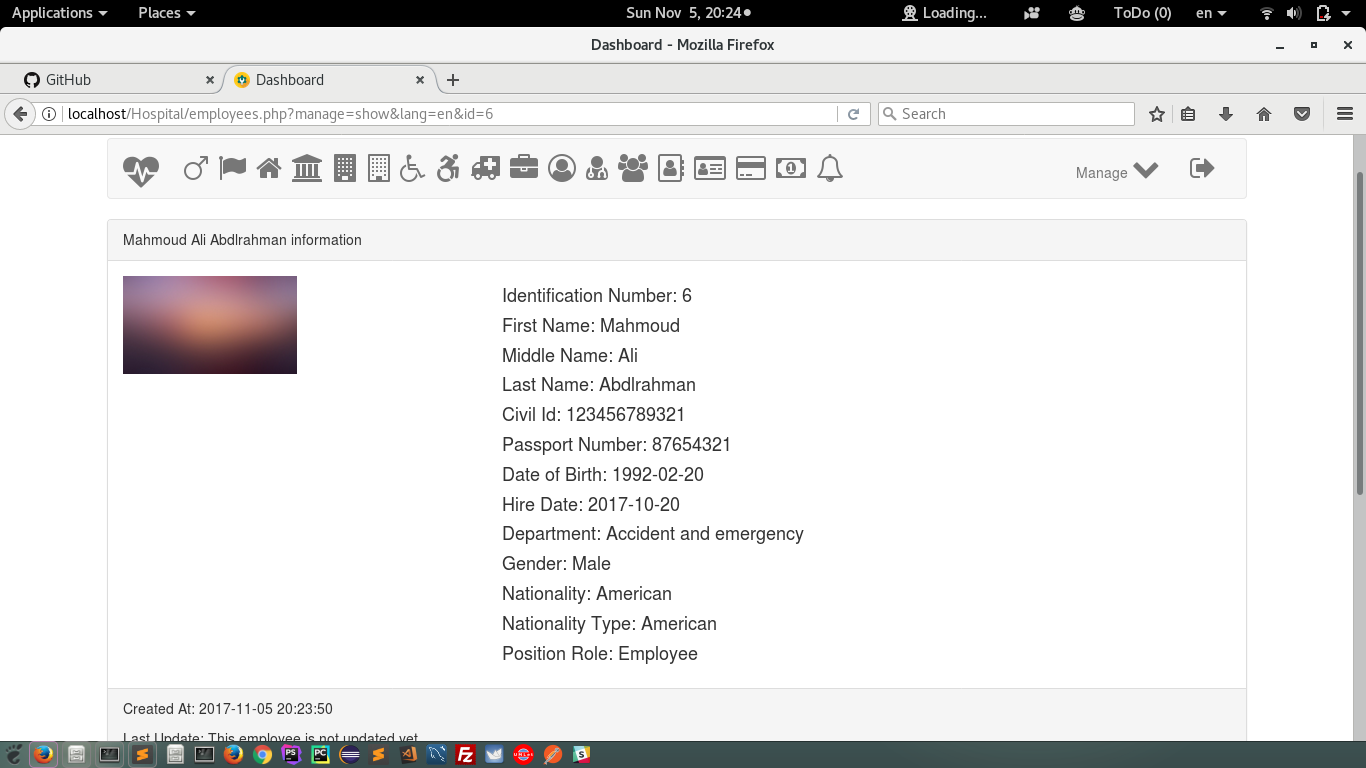 Applications Places Sun Nov 5, 20:24 Loading... ToDo (0) en
Dashboard - Mozilla Firefox
GitHub Dashboard
localhost/Hospital/employees.php?manage=show&lang=en&id=6 Search
Manage
Mahmoud Ali Abdlrahman information
Identification Number: 6
First Name: Mahmoud
Middle Name: Ali
Last Name: Abdlrahman
Civil Id: 123456789321
Passport Number: 87654321
Date of Birth: 1992-02-20
Hire Date: 2017-10-20
Department: Accident and emergency
Gender: Male
Nationality: American
Nationality Type: American
Position Role: Employee
Created At: 2017-11-05 20:23:50
Last Update: This employee is not updated yet